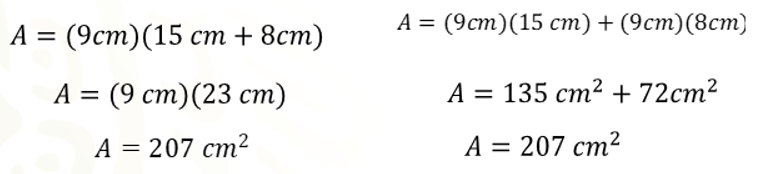 A = (9cm)(15 cm + 8cm)
A = (9 cm)(23 cm)
A = 207 cm²
A = (9cm)(15 cm) + (9cm)(8cm)
A = 135 cm² + 72cm²
A = 207 cm²